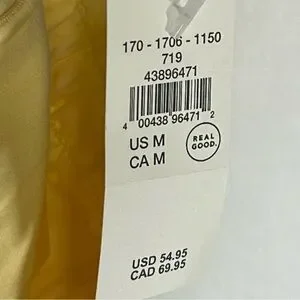 170 - 1706 - 1150
719
43896471
4 00438 96471 2
US M
CA M
REAL
GOOD.
USD 54.95
CAD 69.95